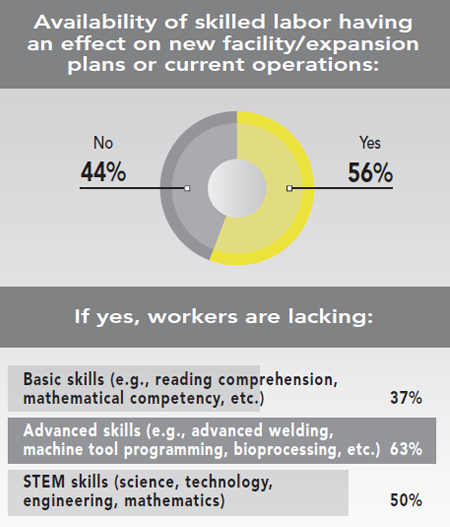 Availability of skilled labor having
an effect on new facility/expansion
plans or current operations:
No
44%
Yes
56%
If yes, workers are lacking:
Basic skills (e.g., reading comprehension,
mathematical competency, etc.) 37%
Advanced skills (e.g., advanced welding,
machine tool programming, bioprocessing, etc.) 63%
STEM skills (science, technology,
engineering, mathematics) 50%